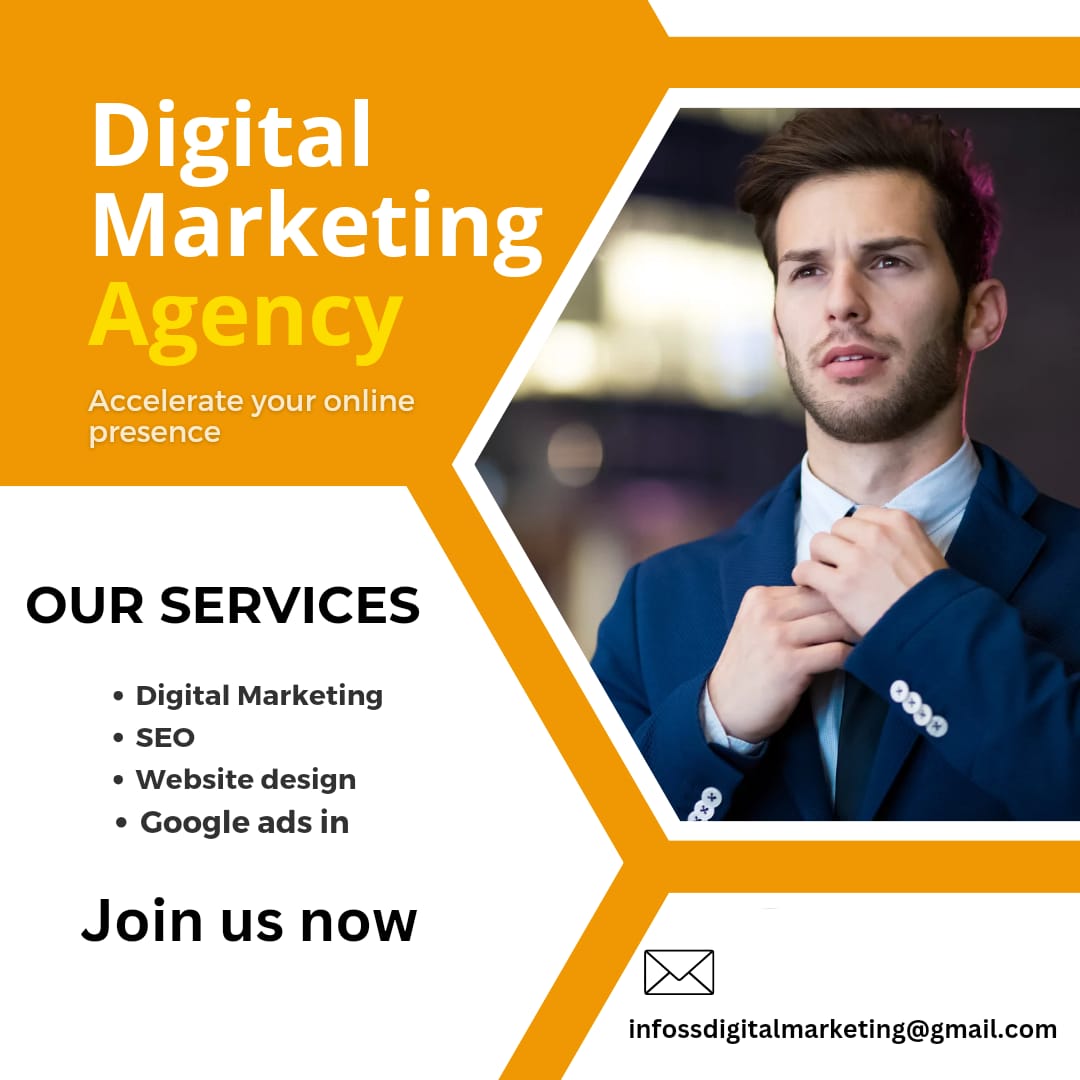 Digital
Marketing
Agency
Accelerate your online
presence
OUR SERVICES
• Digital Marketing
• SEO
• Website design
• Google ads in
Join us now
infossdigitalmarketing@gmail.com